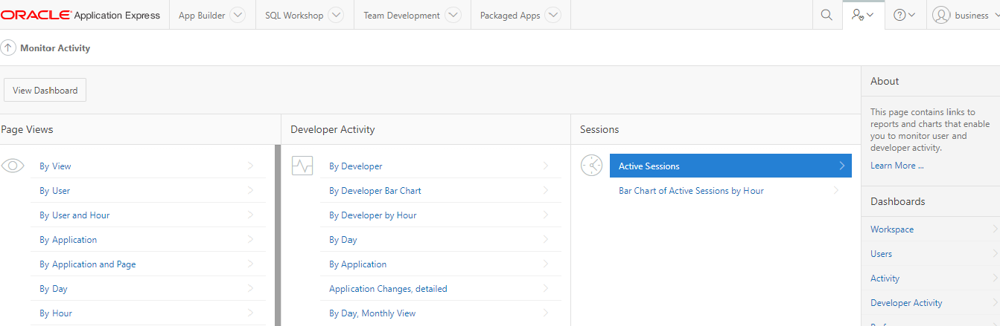 ORACLE Application Express App Builder SQL Workshop Team Development Packaged Apps business
Monitor Activity
View Dashboard
Page Views
By View
By User
By User and Hour
By Application
By Application and Page
By Day
By Hour
Developer Activity
By Developer
By Developer Bar Chart
By Developer by Hour
By Day
By Application
Application Changes, detailed
By Day, Monthly View
Sessions
Active Sessions
Bar Chart of Active Sessions by Hour
About
This page contains links to
reports and charts that enable
you to monitor user and
developer activity.
Learn More ...
Dashboards
Workspace
Users
Activity
Developer Activity